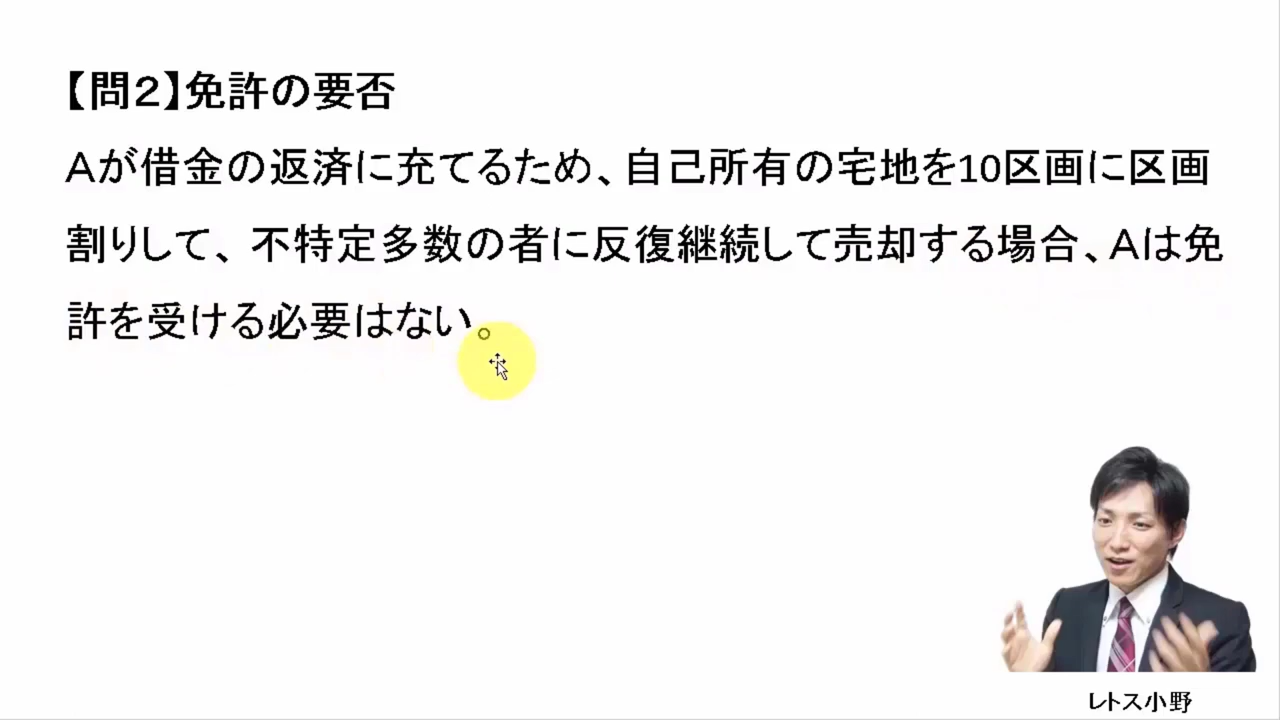 【問２】免許の要否
Ａが借金の返済に充てるため、自己所有の宅地を10区画に区画
割りして、不特定多数の者に反復継続して売却する場合、Ａは免
許を受ける必要はない。
レトス小野